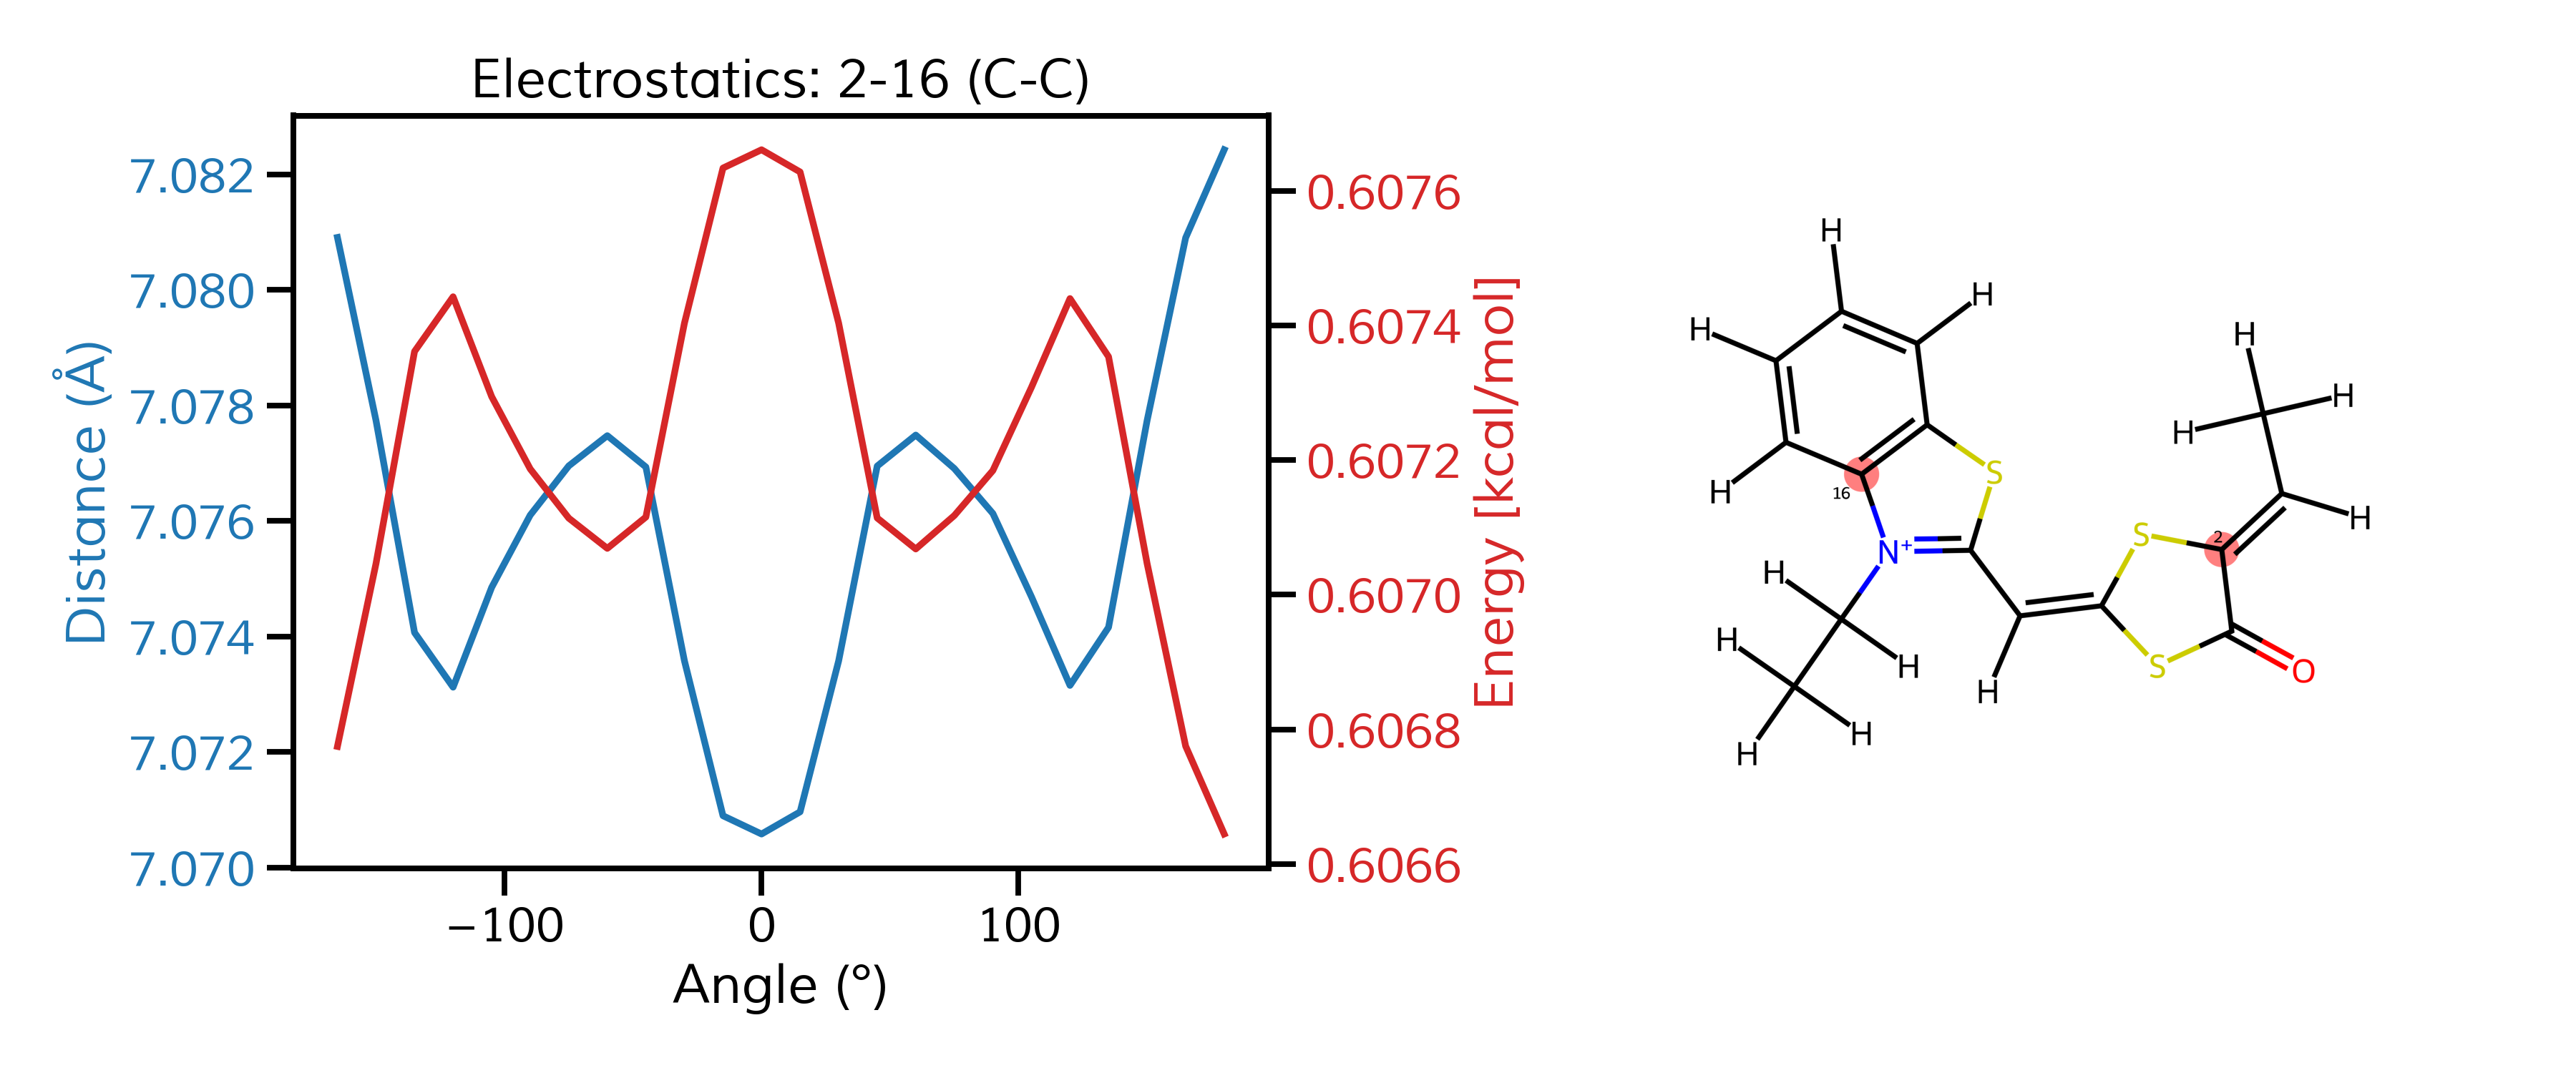 Electrostatics: 2-16 (C-C)
7.082
7.080
7.078
7.076
7.074
7.072
7.070
Distance (Å)
0.6076
0.6074
0.6072
0.6070
0.6068
0.6066
Energy [kcal/mol]
−100 0 100
Angle (°)
H
H
H
H
H
H
H
S
H
16
H
S
2
N⁺
H
H
H
S
O
H
H
H